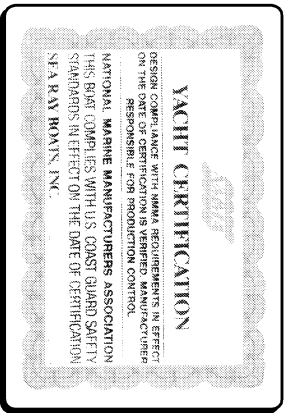 YACHT CERTIFICATION
DESIGN COMPLIANCE WITH NMMA REQUIREMENTS IN EFFECT
ON THE DATE OF CERTIFICATION IS VERIFIED. MANUFACTURER
RESPONSIBLE FOR PRODUCTION CONTROL
NATIONAL MARINE MANUFACTURERS ASSOCIATION
THIS BOAT COMPLIES WITH U.S. COAST GUARD SAFETY
STANDARDS IN EFFECT ON THE DATE OF CERTIFICATION
SEA RAY BOATS, INC.